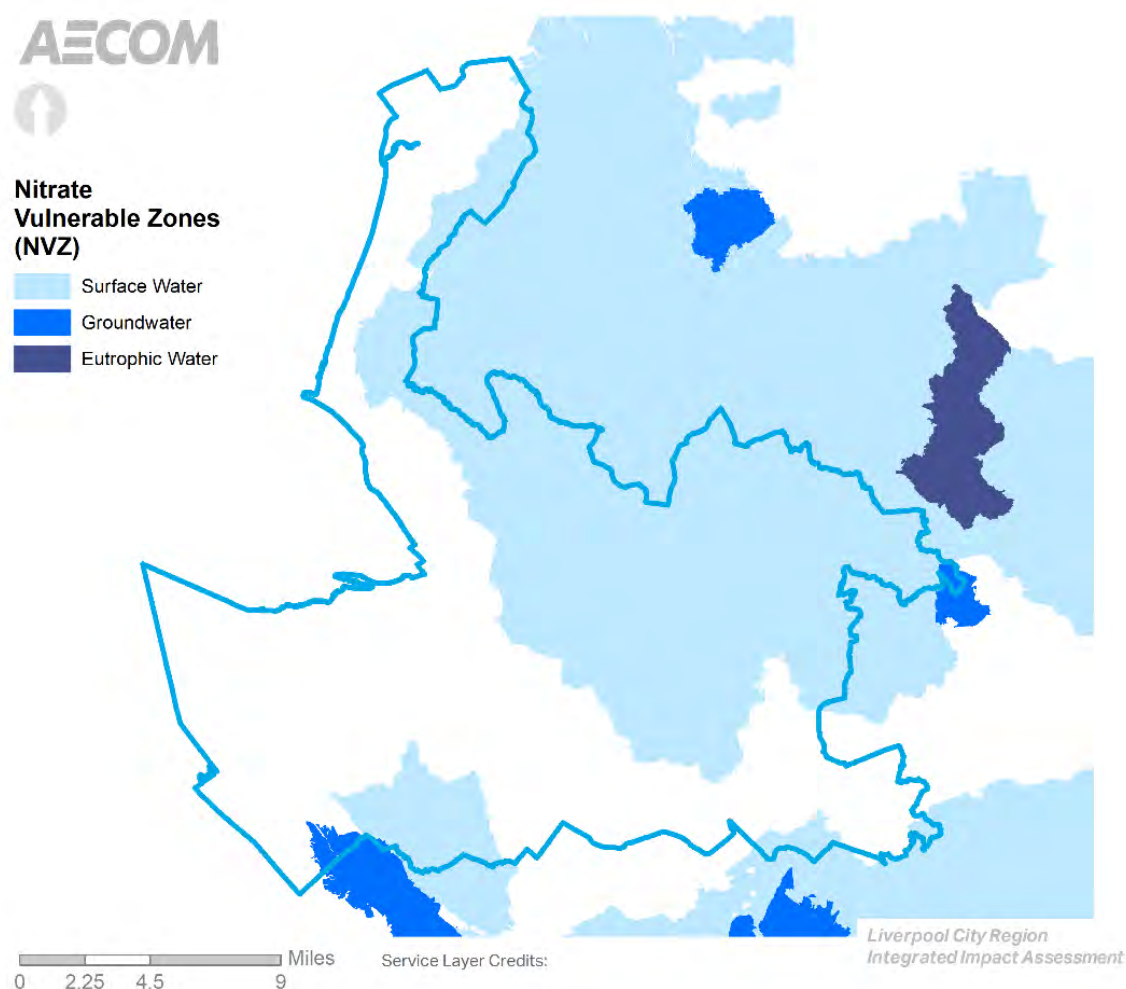 AECOM
Nitrate
Vulnerable Zones
(NVZ)
Surface Water
Groundwater
Eutrophic Water
Miles
0 2.25 4.5 9
Service Layer Credits:
Liverpool City Region
Integrated Impact Assessment